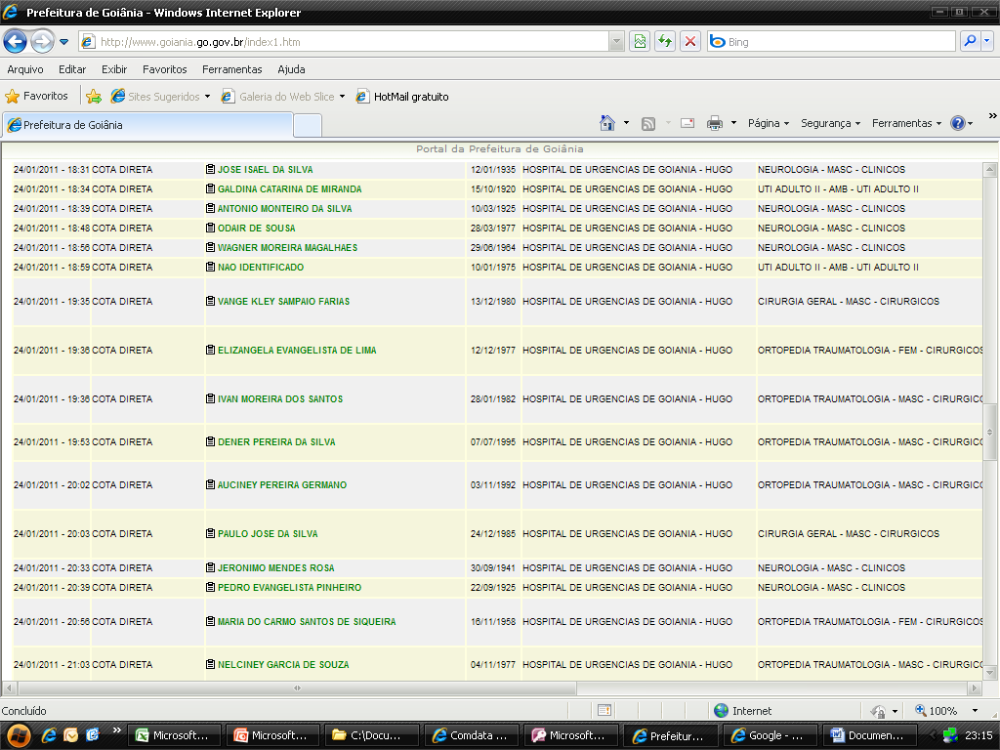 Prefeitura de Goiânia - Windows Internet Explorer
http://www.goiania.go.gov.br/index1.htm
Bing
Arquivo Editar Exibir Favoritos Ferramentas Ajuda
Favoritos Sites Sugeridos Galeria do Web Slice HotMail gratuito
Prefeitura de Goiânia Página Segurança Ferramentas
Portal da Prefeitura de Goiânia
24/01/2011 - 18:31 COTA DIRETA JOSE ISAEL DA SILVA 12/01/1935 HOSPITAL DE URGENCIAS DE GOIANIA - HUGO NEUROLOGIA - MASC - CLINICOS
24/01/2011 - 18:34 COTA DIRETA GALDINA CATARINA DE MIRANDA 15/10/1920 HOSPITAL DE URGENCIAS DE GOIANIA - HUGO UTI ADULTO II - AMB - UTI ADULTO II
24/01/2011 - 18:39 COTA DIRETA ANTONIO MONTEIRO DA SILVA 10/03/1925 HOSPITAL DE URGENCIAS DE GOIANIA - HUGO NEUROLOGIA - MASC - CLINICOS
24/01/2011 - 18:48 COTA DIRETA ODAIR DE SOUSA 28/03/1977 HOSPITAL DE URGENCIAS DE GOIANIA - HUGO NEUROLOGIA - MASC - CLINICOS
24/01/2011 - 18:56 COTA DIRETA WAGNER MOREIRA MAGALHAES 29/06/1964 HOSPITAL DE URGENCIAS DE GOIANIA - HUGO NEUROLOGIA - MASC - CLINICOS
24/01/2011 - 18:59 COTA DIRETA NAO IDENTIFICADO 10/01/1975 HOSPITAL DE URGENCIAS DE GOIANIA - HUGO UTI ADULTO II - AMB - UTI ADULTO II
24/01/2011 - 19:35 COTA DIRETA VANGE KLEY SAMPAIO FARIAS 13/12/1980 HOSPITAL DE URGENCIAS DE GOIANIA - HUGO CIRURGIA GERAL - MASC - CIRURGICOS
24/01/2011 - 19:36 COTA DIRETA ELIZANGELA EVANGELISTA DE LIMA 12/12/1977 HOSPITAL DE URGENCIAS DE GOIANIA - HUGO ORTOPEDIA TRAUMATOLOGIA - FEM - CIRURGICOS
24/01/2011 - 19:36 COTA DIRETA IVAN MOREIRA DOS SANTOS 28/01/1982 HOSPITAL DE URGENCIAS DE GOIANIA - HUGO ORTOPEDIA TRAUMATOLOGIA - MASC - CIRURGIC
24/01/2011 - 19:53 COTA DIRETA DENER PEREIRA DA SILVA 07/07/1995 HOSPITAL DE URGENCIAS DE GOIANIA - HUGO ORTOPEDIA TRAUMATOLOGIA - MASC - CIRURGIC
24/01/2011 - 20:02 COTA DIRETA AUCINEY PEREIRA GERMANO 03/11/1992 HOSPITAL DE URGENCIAS DE GOIANIA - HUGO ORTOPEDIA TRAUMATOLOGIA - MASC - CIRURGIC
24/01/2011 - 20:03 COTA DIRETA PAULO JOSE DA SILVA 24/12/1985 HOSPITAL DE URGENCIAS DE GOIANIA - HUGO CIRURGIA GERAL - MASC - CIRURGICOS
24/01/2011 - 20:33 COTA DIRETA JERONIMO MENDES ROSA 30/09/1941 HOSPITAL DE URGENCIAS DE GOIANIA - HUGO NEUROLOGIA - MASC - CLINICOS
24/01/2011 - 20:39 COTA DIRETA PEDRO EVANGELISTA PINHEIRO 22/09/1925 HOSPITAL DE URGENCIAS DE GOIANIA - HUGO NEUROLOGIA - MASC - CLINICOS
24/01/2011 - 20:56 COTA DIRETA MARIA DO CARMO SANTOS DE SIQUEIRA 16/11/1958 HOSPITAL DE URGENCIAS DE GOIANIA - HUGO ORTOPEDIA TRAUMATOLOGIA - FEM - CIRURGICOS
24/01/2011 - 21:03 COTA DIRETA NELCINEY GARCIA DE SOUZA 04/11/1977 HOSPITAL DE URGENCIAS DE GOIANIA - HUGO ORTOPEDIA TRAUMATOLOGIA - MASC - CIRURGIC
Concluído Internet 100%
Microsoft... Microsoft... C:\Docu... Comdata ... Microsoft... Prefeitur... Google - ... Documen... 23:15